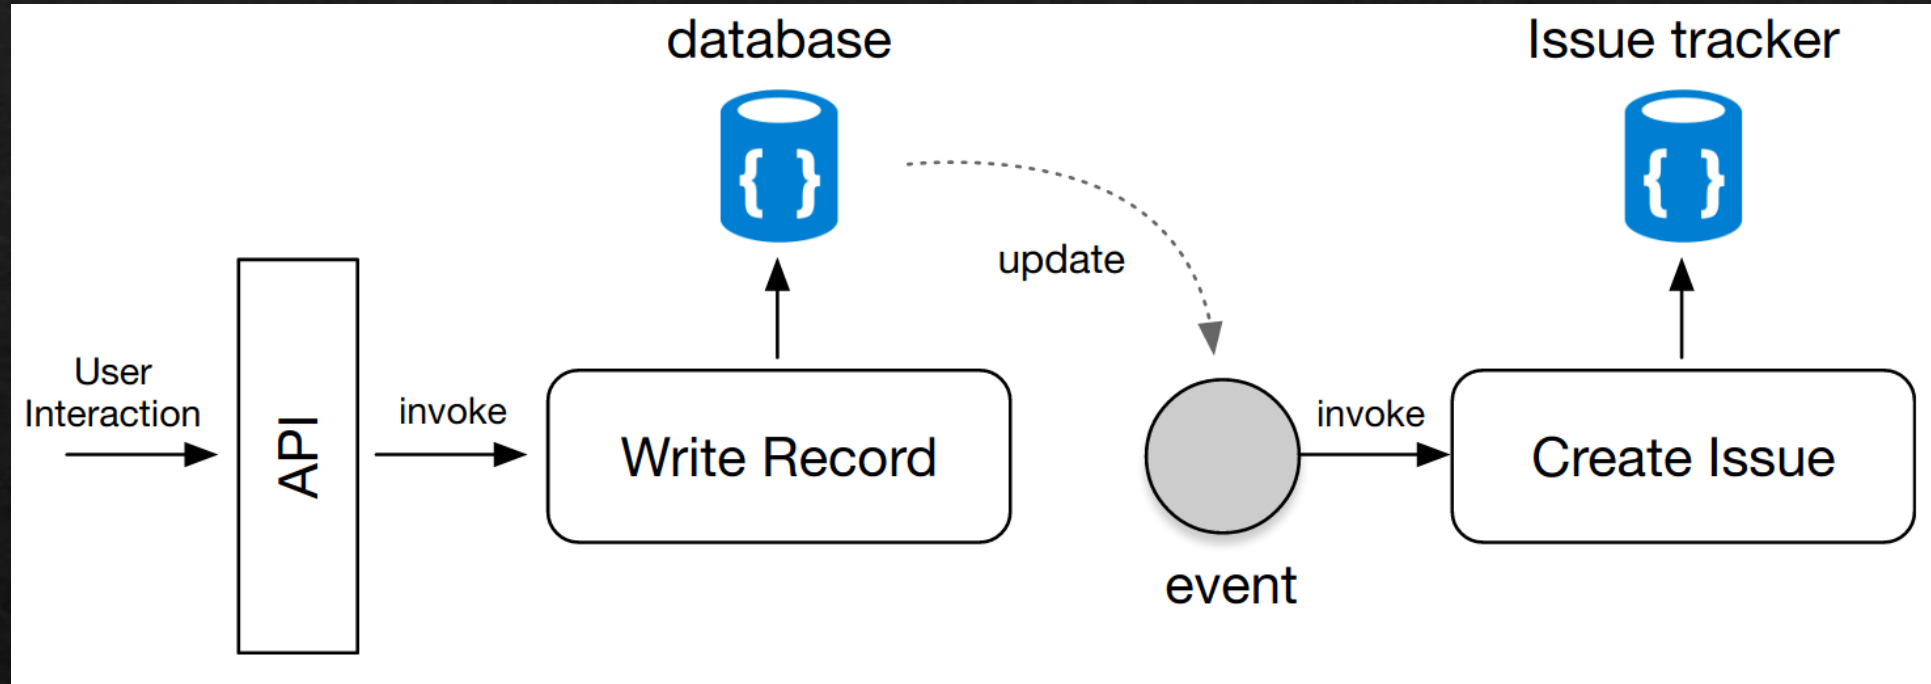 database
Issue tracker
{ }
{ }
update
User
Interaction
API
invoke
Write Record
invoke
Create Issue
event